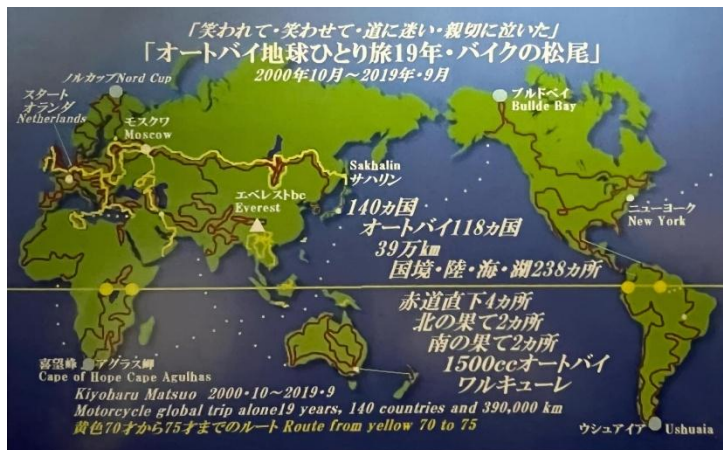 「笑われて・笑わせて・道に迷い・親切に泣いた」
「オートバイ地球ひとり旅19年・バイクの松尾」
2000年10月～2019年・9月
ノルカップNord Cup
スタート
オランダ
Netherlands
モスクワ
Moscow
プルドベイ
Bullde Bay
Sakhalin
サハリン
エベレストbc
Everest
ニューヨーク
New York
140カ国
オートバイ118カ国
39万km
国境・陸・海・湖238カ所
赤道直下4カ所
北の果て2カ所
南の果て2カ所
1500ccオートバイ
ワルキューレ
喜望峰 アグラス岬
Cape of Hope Cape Agulhas
Kiyoharu Matsuo 2000・10～2019・9
Motorcycle global trip alone19 years, 140 countries and 390,000 km
黄色70才から75才までのルート Route from yellow 70 to 75
ウシュアイア Ushuaia